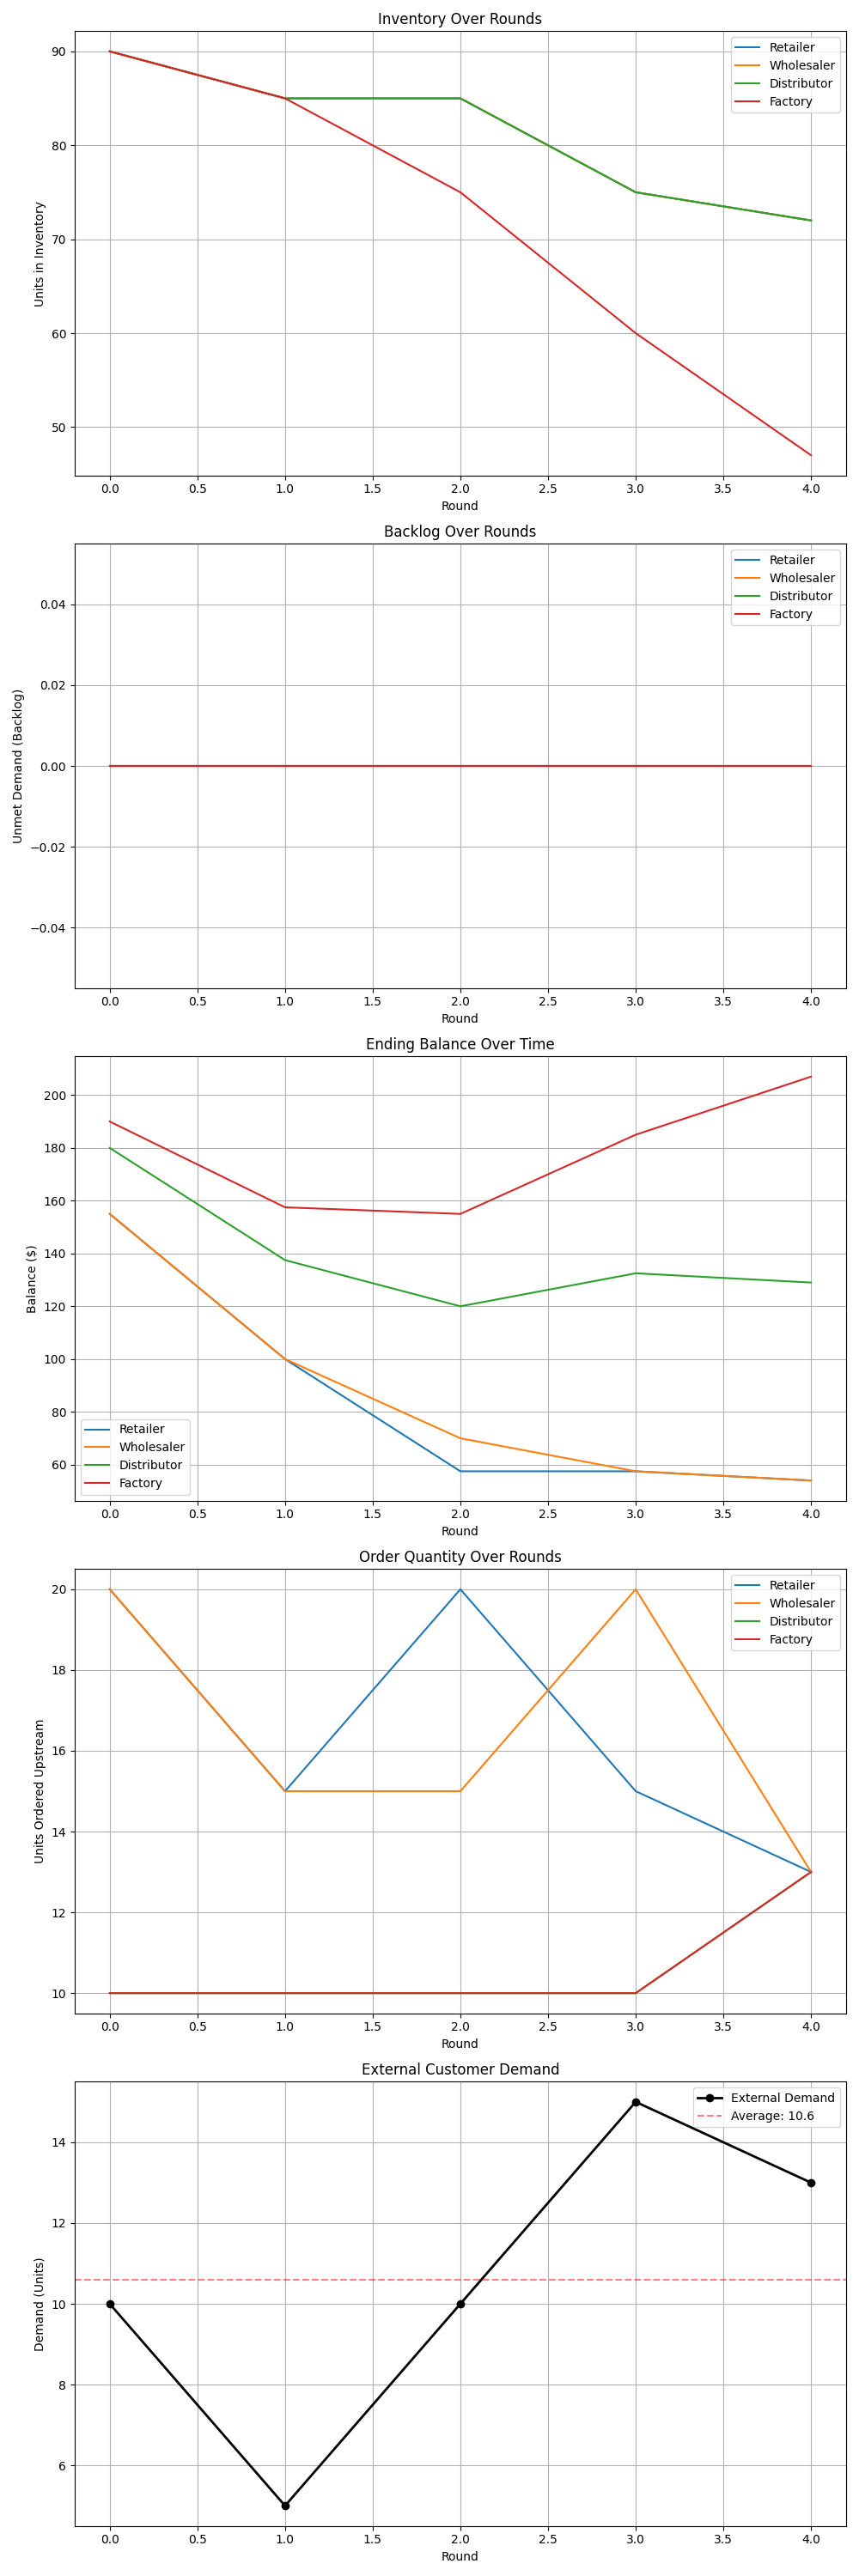 Inventory Over Rounds
Units in Inventory
90
80
70
60
50
Retailer
Wholesaler
Distributor
Factory
0.0 0.5 1.0 1.5 2.0 2.5 3.0 3.5 4.0
Round
Backlog Over Rounds
Unmet Demand (Backlog)
0.04
0.02
0.00
−0.02
−0.04
Retailer
Wholesaler
Distributor
Factory
0.0 0.5 1.0 1.5 2.0 2.5 3.0 3.5 4.0
Round
Ending Balance Over Time
Balance ($)
200
180
160
140
120
100
80
60
Retailer
Wholesaler
Distributor
Factory
0.0 0.5 1.0 1.5 2.0 2.5 3.0 3.5 4.0
Round
Order Quantity Over Rounds
Units Ordered Upstream
20
18
16
14
12
10
Retailer
Wholesaler
Distributor
Factory
0.0 0.5 1.0 1.5 2.0 2.5 3.0 3.5 4.0
Round
External Customer Demand
Demand (Units)
14
12
10
8
6
External Demand
Average: 10.6
0.0 0.5 1.0 1.5 2.0 2.5 3.0 3.5 4.0
Round